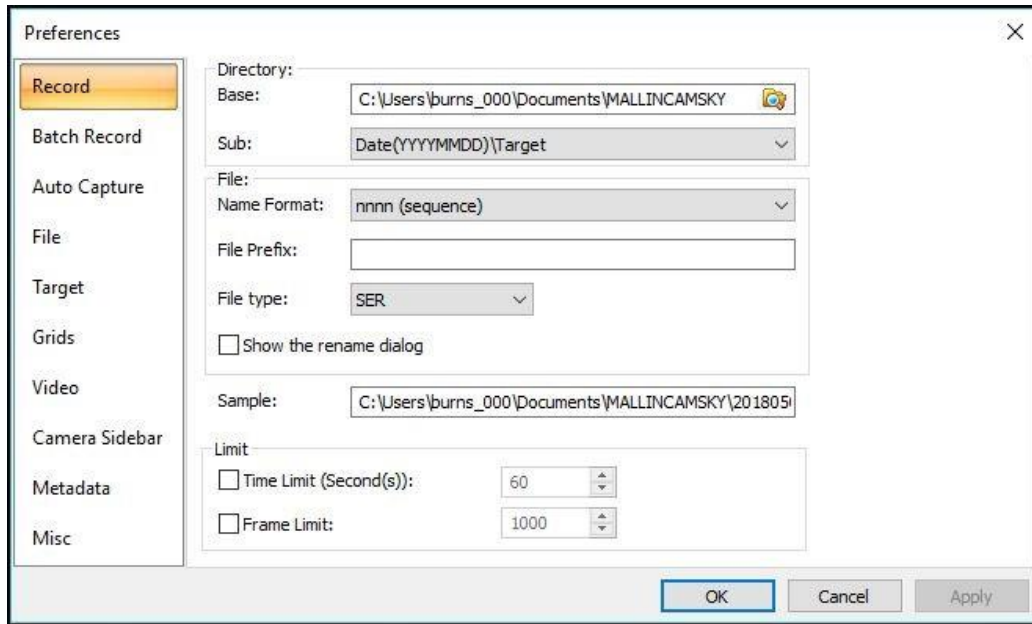 Preferences
Record
Batch Record
Auto Capture
File
Target
Grids
Video
Camera Sidebar
Metadata
Misc
Directory:
Base: C:\Users\burns_000\Documents\MALLINCAMSKY
Sub: Date(YYYYMMDD)\Target
File:
Name Format: nnnn (sequence)
File Prefix:
File type: SER
Show the rename dialog
Sample: C:\Users\burns_000\Documents\MALLINCAMSKY\2018050
Limit
Time Limit (Second(s)): 60
Frame Limit: 1000
OK Cancel Apply